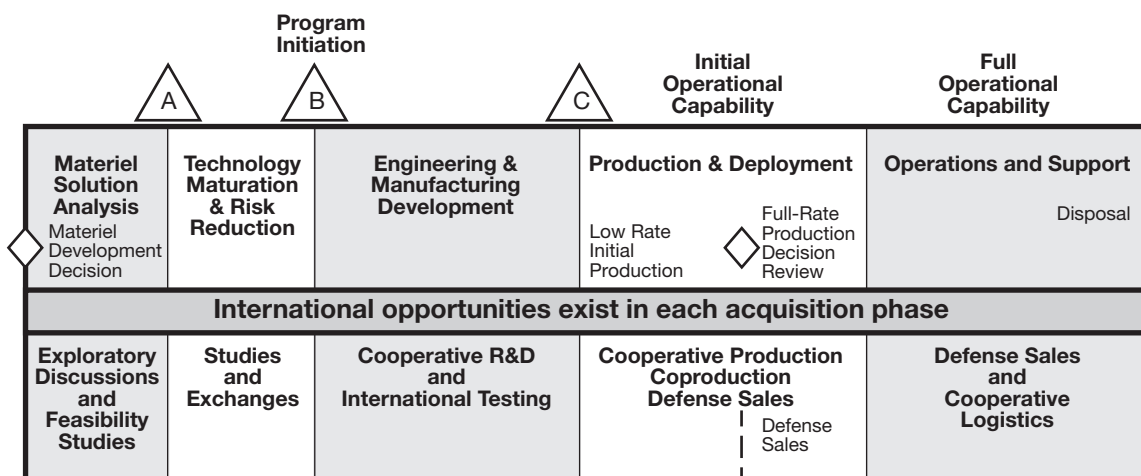 Program
Initiation
Initial
Operational
Capability
Full
Operational
Capability
A
B
C
Materiel
Solution
Analysis
Materiel
Development
Decision
Technology
Maturation
& Risk
Reduction
Engineering &
Manufacturing
Development
Production & Deployment
Low Rate
Initial
Production
Full-Rate
Production
Decision
Review
Operations and Support
Disposal
International opportunities exist in each acquisition phase
Exploratory
Discussions
and
Feasibility
Studies
Studies
and
Exchanges
Cooperative R&D
and
International Testing
Cooperative Production
Coproduction
Defense Sales
Defense
Sales
Defense Sales
and
Cooperative
Logistics